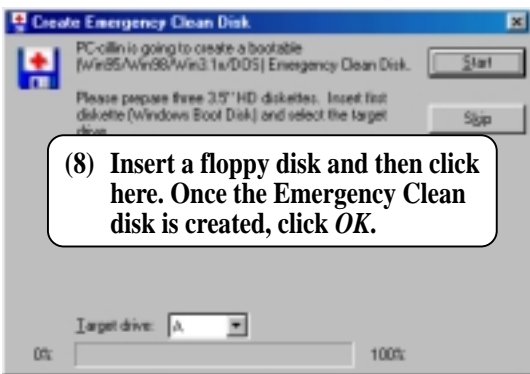 Create Emergency Clean Disk
PC-cillin is going to create a bootable
(Win95/Win98/Win3.1x/DOS) Emergency Clean Disk.
Start
Please prepare three 3.5" HD diskettes. Insert first
diskette (Windows Boot Disk) and select the target
drive
Skip
(8) Insert a floppy disk and then click
here. Once the Emergency Clean
disk is created, click OK.
Target drive: A
0% 100%